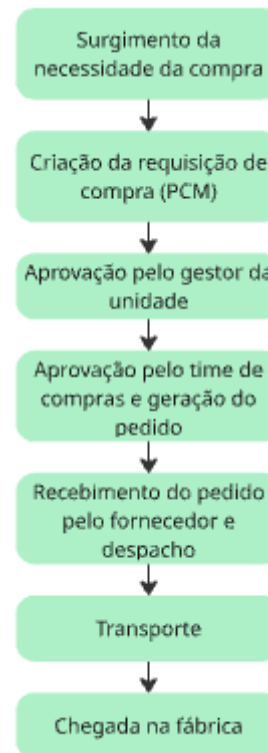 Surgimento da
necessidade da compra
Criação da requisição de
compra (PCM)
Aprovação pelo gestor da
unidade
Aprovação pelo time de
compras e geração do
pedido
Recebimento do pedido
pelo fornecedor e
despacho
Transporte
Chegada na fábrica